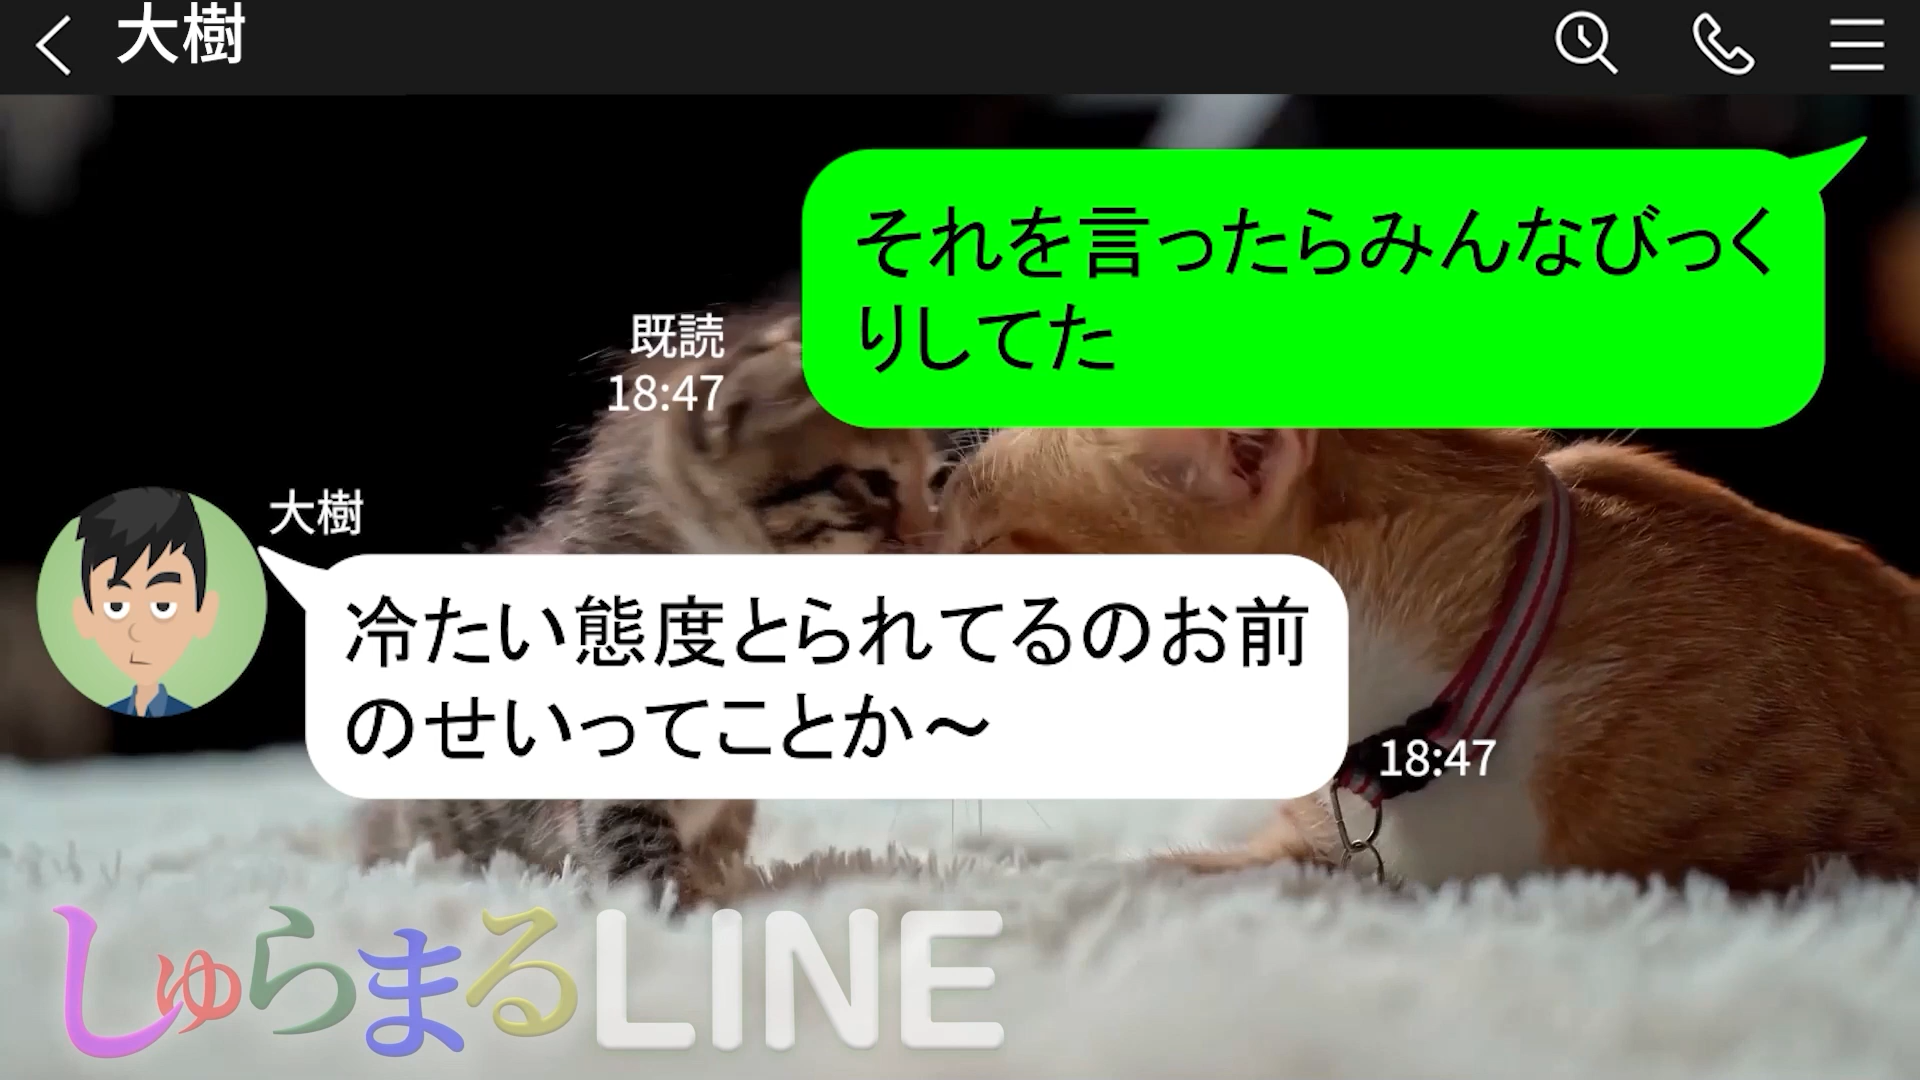 大樹
それを言ったらみんなびっく
りしてた
既読
18:47
大樹
冷たい態度とられてるのお前
のせいってことか〜
18:47
しゅらまるLINE